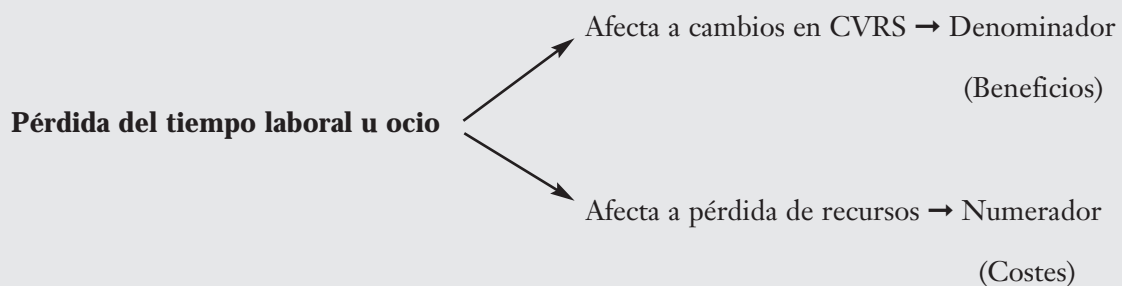 Afecta a cambios en CVRS → Denominador
(Beneficios)
Pérdida del tiempo laboral u ocio
Afecta a pérdida de recursos → Numerador
(Costes)